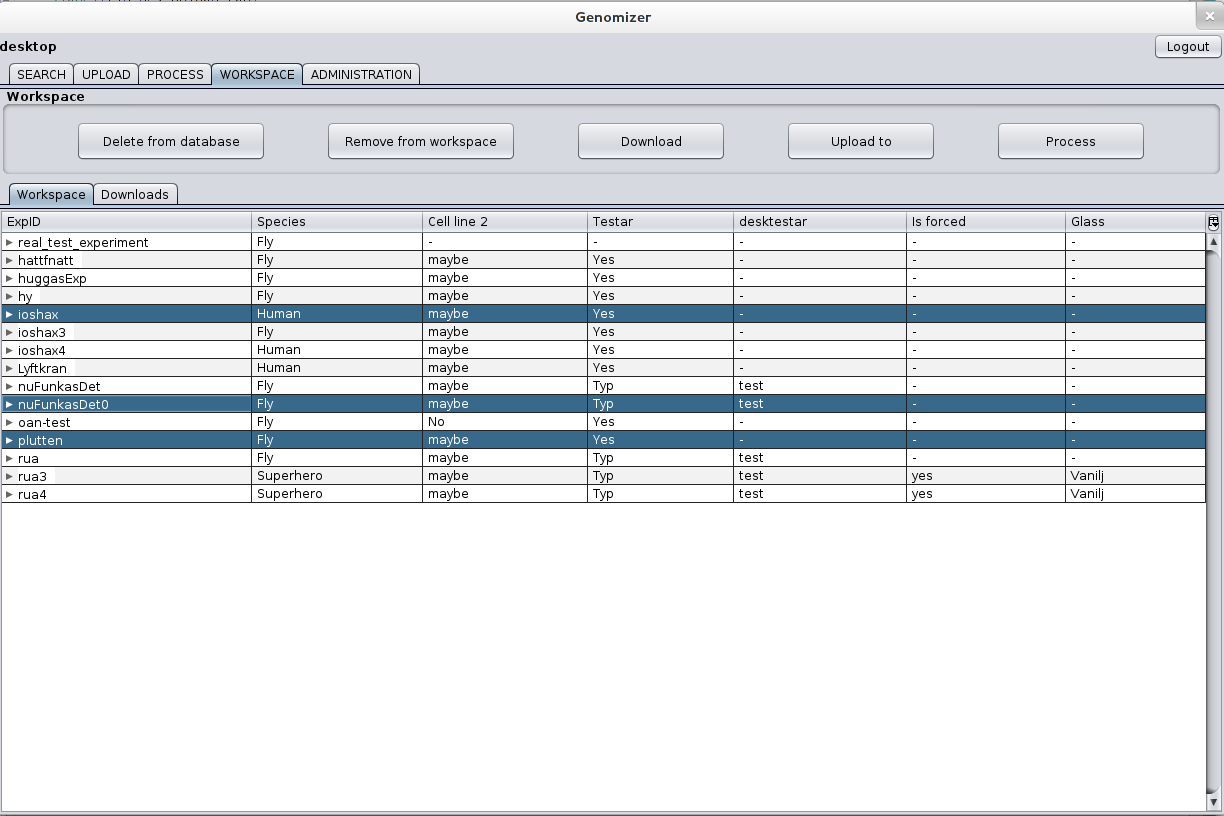 Genomizer
desktop
Logout
SEARCH UPLOAD PROCESS WORKSPACE ADMINISTRATION
Workspace
Delete from database Remove from workspace Download Upload to Process
Workspace Downloads
ExpID Species Cell line 2 Testar desktestar Is forced Glass
real_test_experiment Fly - - - - -
hattfnatt Fly maybe Yes - - -
huggasExp Fly maybe Yes - - -
hy Fly maybe Yes - - -
ioshax Human maybe Yes - - -
ioshax3 Fly maybe Yes - - -
ioshax4 Human maybe Yes - - -
Lyftkran Human maybe Yes - - -
nuFunkasDet Fly maybe Typ test - -
nuFunkasDet0 Fly maybe Typ test - -
oan-test Fly No Yes - - -
plutten Fly maybe Yes - - -
rua Fly maybe Typ test - -
rua3 Superhero maybe Typ test yes Vanilj
rua4 Superhero maybe Typ test yes Vanilj